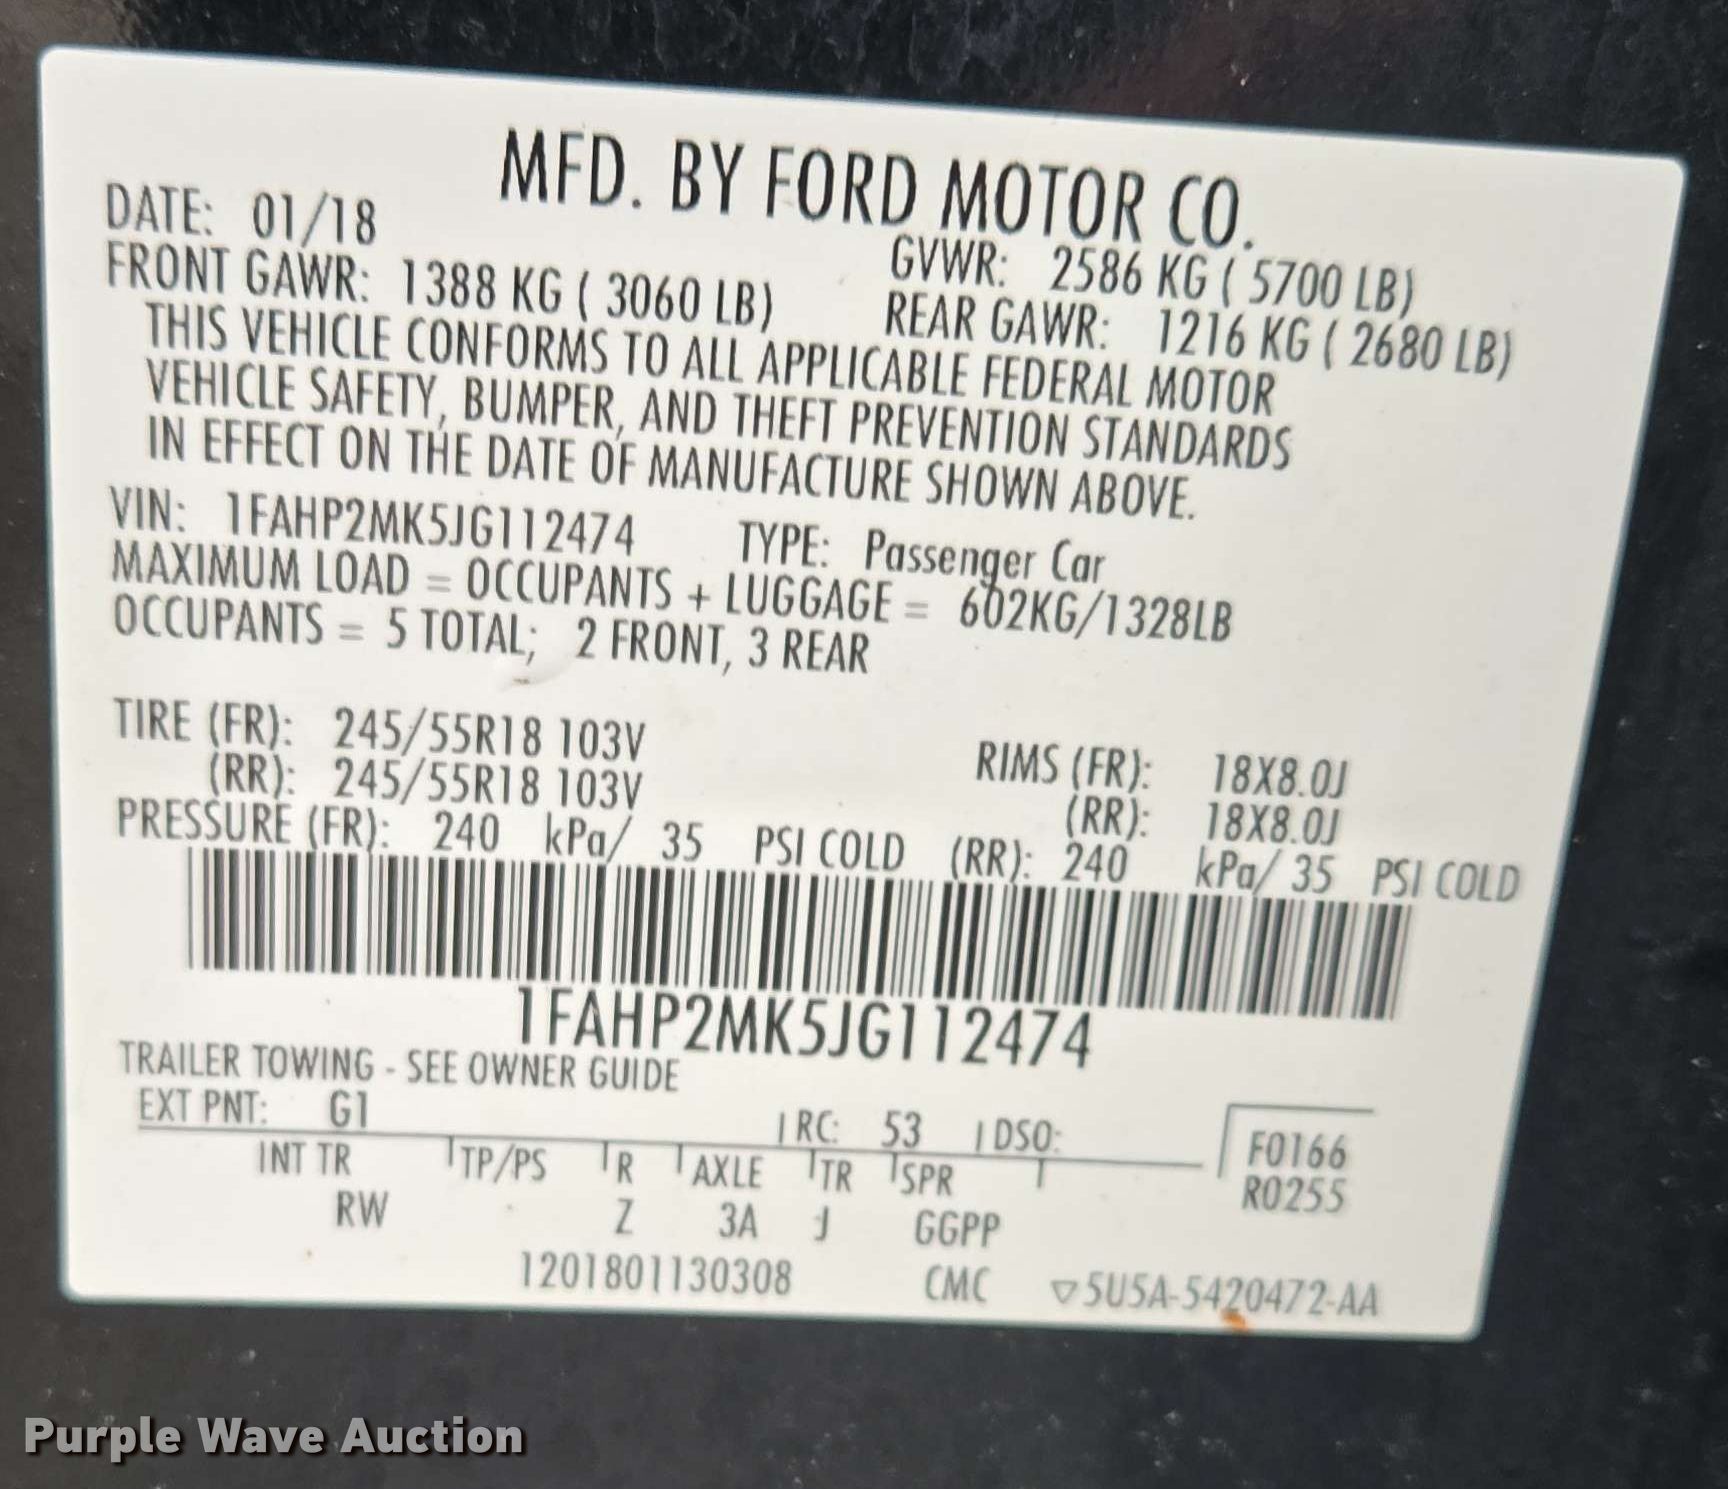 MFD. BY FORD MOTOR CO.
DATE: 01/18 GVWR: 2586 KG ( 5700 LB)
FRONT GAWR: 1388 KG ( 3060 LB) REAR GAWR: 1216 KG ( 2680 LB)
THIS VEHICLE CONFORMS TO ALL APPLICABLE FEDERAL MOTOR
VEHICLE SAFETY, BUMPER, AND THEFT PREVENTION STANDARDS
IN EFFECT ON THE DATE OF MANUFACTURE SHOWN ABOVE.
VIN: 1FAHP2MK5JG112474 TYPE: Passenger Car
MAXIMUM LOAD = OCCUPANTS + LUGGAGE = 602KG/1328LB
OCCUPANTS = 5 TOTAL; 2 FRONT, 3 REAR
TIRE (FR): 245/55R18 103V RIMS (FR): 18X8.0J
(RR): 245/55R18 103V (RR): 18X8.0J
PRESSURE (FR): 240 kPa/ 35 PSI COLD (RR): 240 kPa/ 35 PSI COLD
1FAHP2MK5JG112474
TRAILER TOWING - SEE OWNER GUIDE
EXT PNT: G1 RC: 53 DSO: F0166
INT TR TP/PS R AXLE TR SPR R0255
RW Z 3A J GGPP
1201801130308 CMC ▽5U5A-5420472-AA
Purple Wave Auction